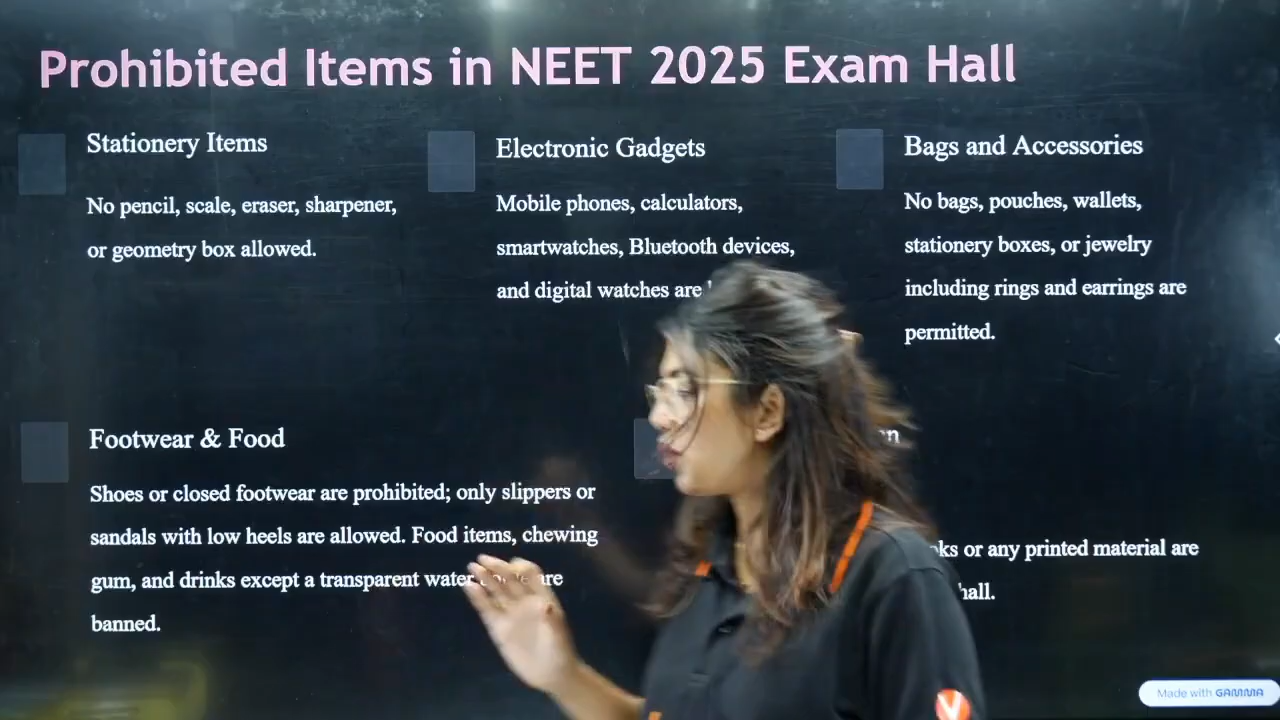 Prohibited Items in NEET 2025 Exam Hall
Stationery Items
No pencil, scale, eraser, sharpener,
or geometry box allowed.
Electronic Gadgets
Mobile phones, calculators,
smartwatches, Bluetooth devices,
and digital watches are
Bags and Accessories
No bags, pouches, wallets,
stationery boxes, or jewelry
including rings and earrings are
permitted.
Footwear & Food
Shoes or closed footwear are prohibited; only slippers or
sandals with low heels are allowed. Food items, chewing
gum, and drinks except a transparent water are
banned.
or any printed material are
hall.
Made with GAMMA
V